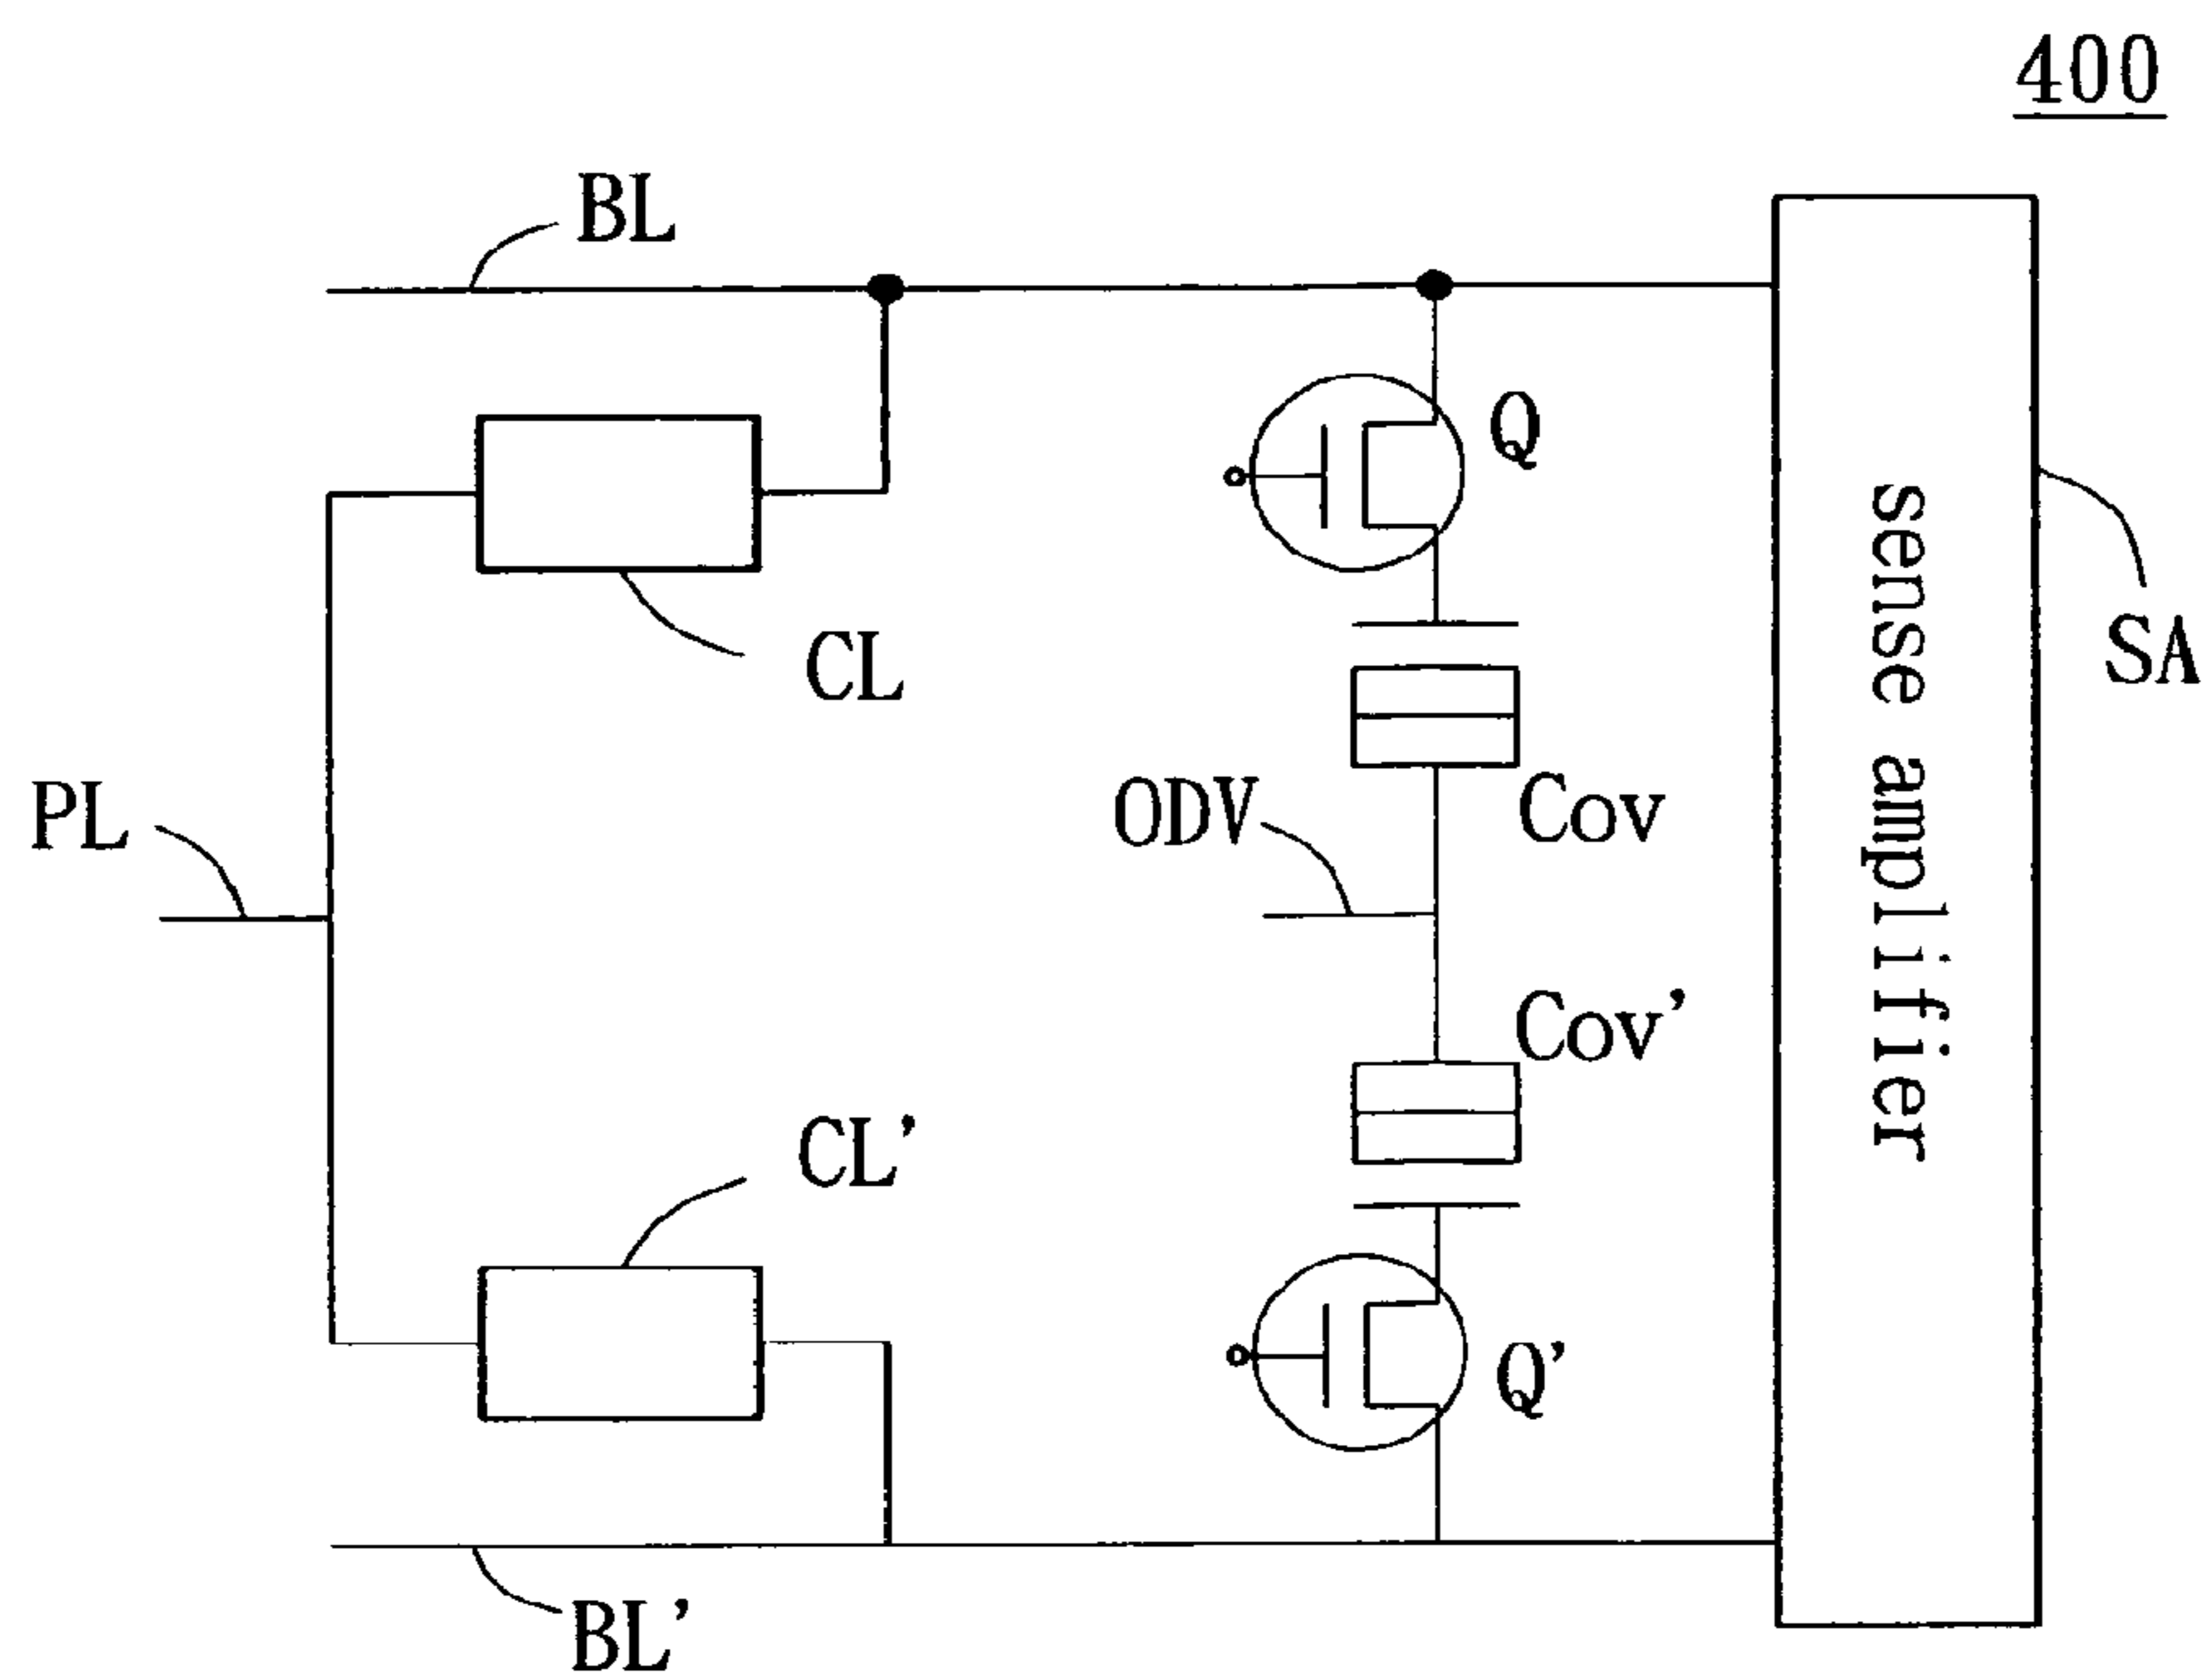 400
BL
Q
CL
SA
sense amplifier
PL
ODV
Cov
Cov'
CL'
Q'
BL'